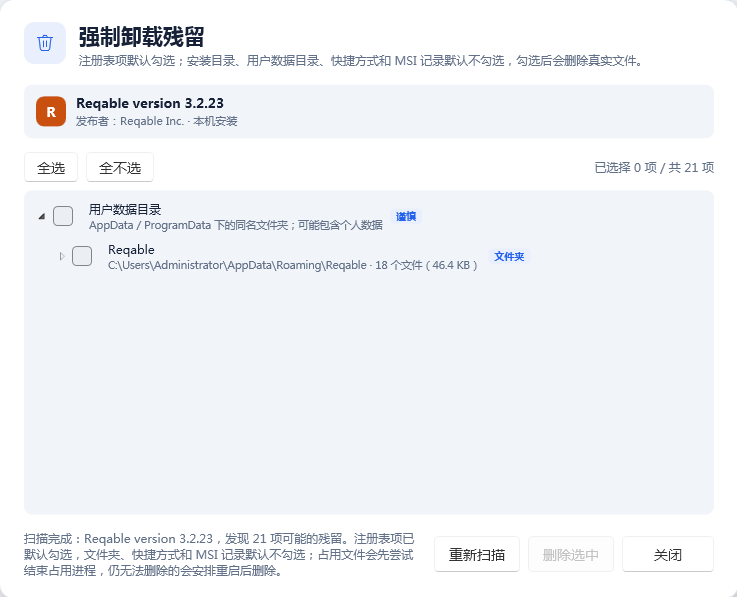 强制卸载残留
注册表项默认勾选；安装目录、用户数据目录、快捷方式和 MSI 记录默认不勾选，勾选后会删除真实文件。
R
Reqable version 3.2.23
发布者：Reqable Inc. · 本机安装
全选
全不选
已选择 0 项 / 共 21 项
用户数据目录
AppData / ProgramData 下的同名文件夹；可能包含个人数据
谨慎
Reqable
C:\Users\Administrator\AppData\Roaming\Reqable · 18 个文件（46.4 KB）
文件夹
扫描完成：Reqable version 3.2.23，发现 21 项可能的残留。注册表项已
默认勾选，文件夹、快捷方式和 MSI 记录默认不勾选；占用文件会先尝试
结束占用进程，仍无法删除的会安排重启后删除。
重新扫描
删除选中
关闭